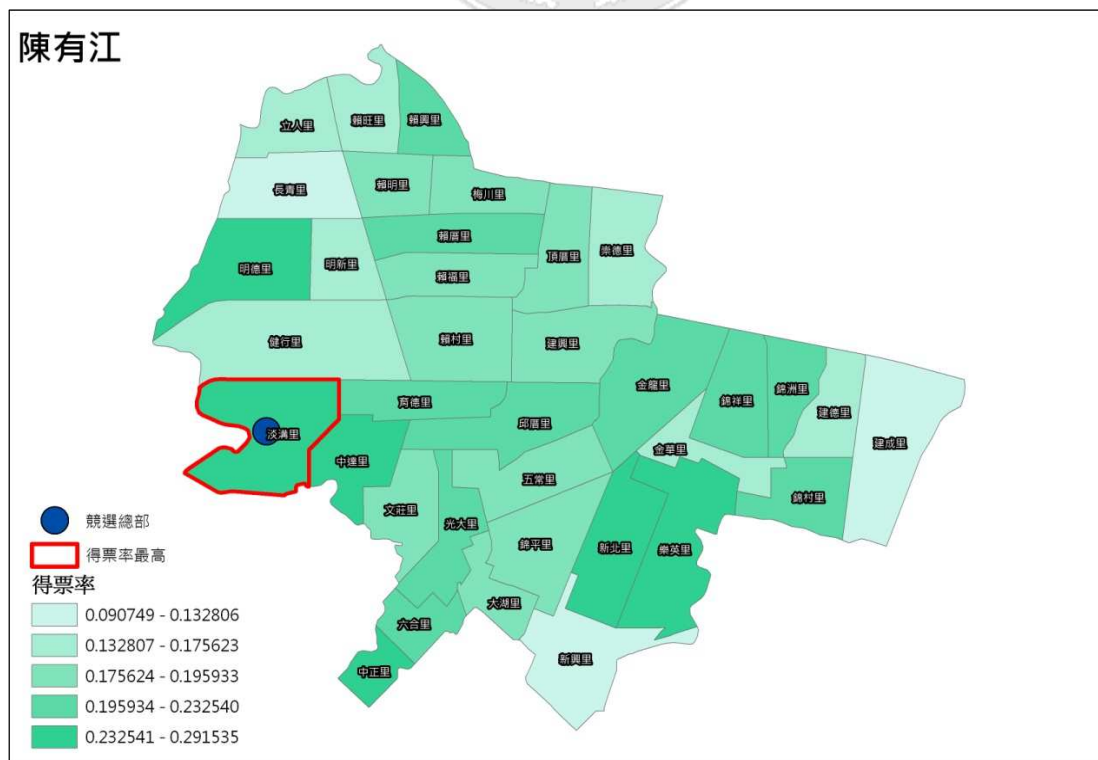 陳有江
立人里
賴旺里
賴興里
長青里
賴明里
梅川里
賴厝里
頂厝里
崇德里
明德里
明新里
賴福里
健行里
賴村里
建興里
金龍里
錦祥里
錦洲里
建德里
建成里
育德里
邱厝里
淡溝里
中達里
金華里
五常里
錦村里
文莊里
光大里
錦平里
新北里
樂英里
大湖里
六合里
新興里
中正里
競選總部
得票率最高
得票率
0.090749 - 0.132806
0.132807 - 0.175623
0.175624 - 0.195933
0.195934 - 0.232540
0.232541 - 0.291535